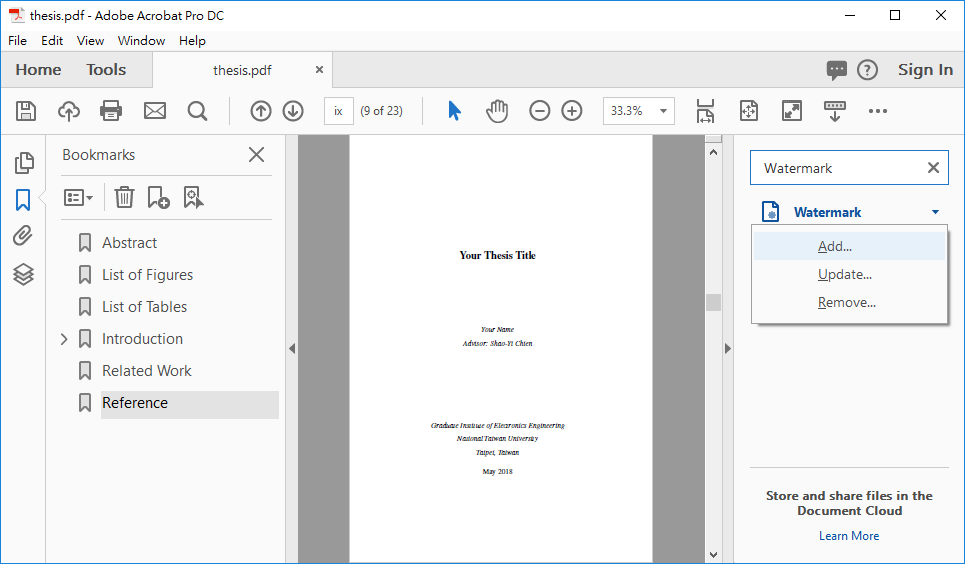 thesis.pdf - Adobe Acrobat Pro DC
File Edit View Window Help
Home Tools thesis.pdf × ? Sign In
ix (9 of 23) 33.3%
Bookmarks
Abstract
List of Figures
List of Tables
Introduction
Related Work
Reference
Your Thesis Title
Your Name
Advisor: Shao-Yi Chien
Graduate Institute of Electronics Engineering
National Taiwan University
Taipei, Taiwan
May 2018
Watermark
Watermark
Add...
Update...
Remove...
Store and share files in the
Document Cloud
Learn More